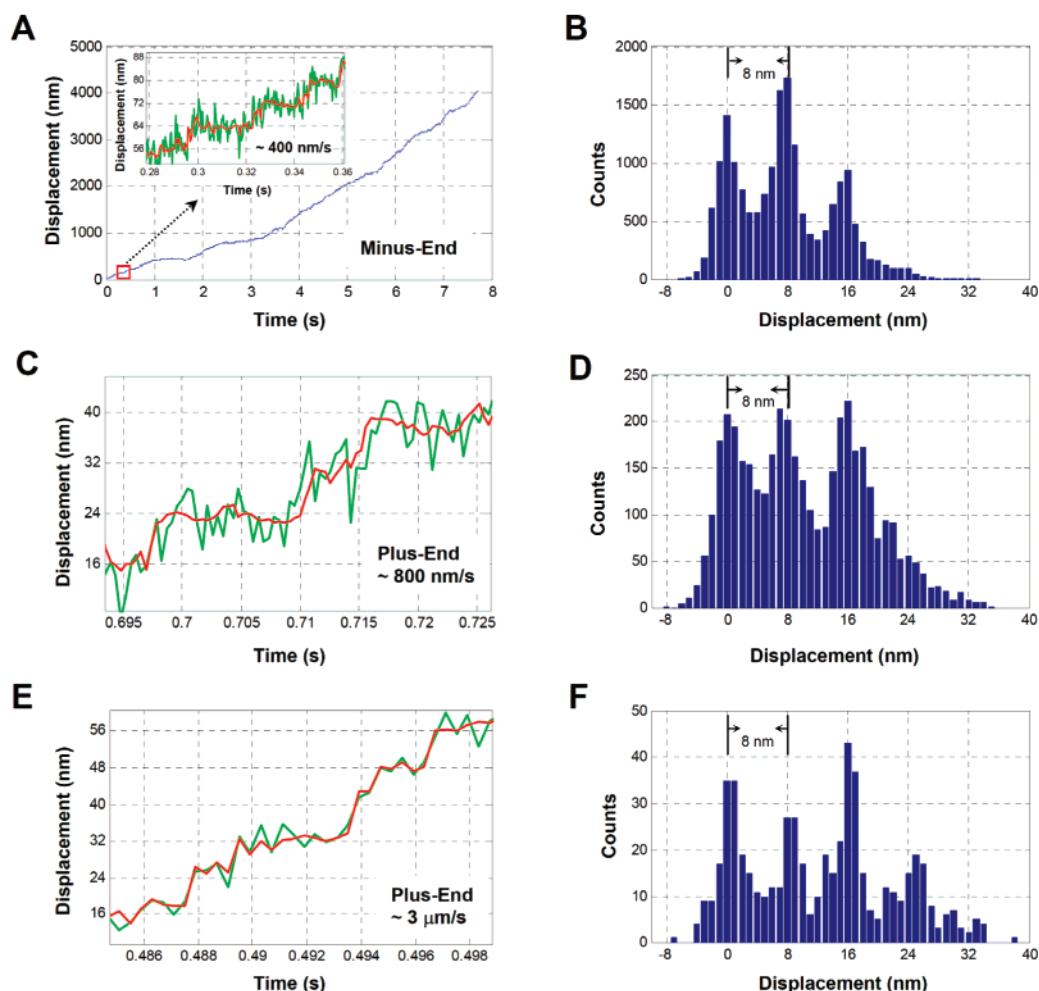 A
Displacement (nm)
5000
4000
3000
2000
1000
0
0 1 2 3 4 5 6 7 8
Time (s)
Minus-End
Displacement (nm)
88
80
72
64
56
0.28 0.3 0.32 0.34 0.36
Time (s)
~ 400 nm/s
B
Counts
2000
1500
1000
500
0
-8 0 8 16 24 32 40
Displacement (nm)
8 nm
C
Displacement (nm)
40
32
24
16
0.695 0.7 0.705 0.71 0.715 0.72 0.725
Time (s)
Plus-End
~ 800 nm/s
D
Counts
250
200
150
100
50
0
-8 0 8 16 24 32 40
Displacement (nm)
8 nm
E
Displacement (nm)
56
48
40
32
24
16
0.486 0.488 0.49 0.492 0.494 0.496 0.498
Time (s)
Plus-End
~ 3 μm/s
F
Counts
50
40
30
20
10
0
-8 0 8 16 24 32 40
Displacement (nm)
8 nm